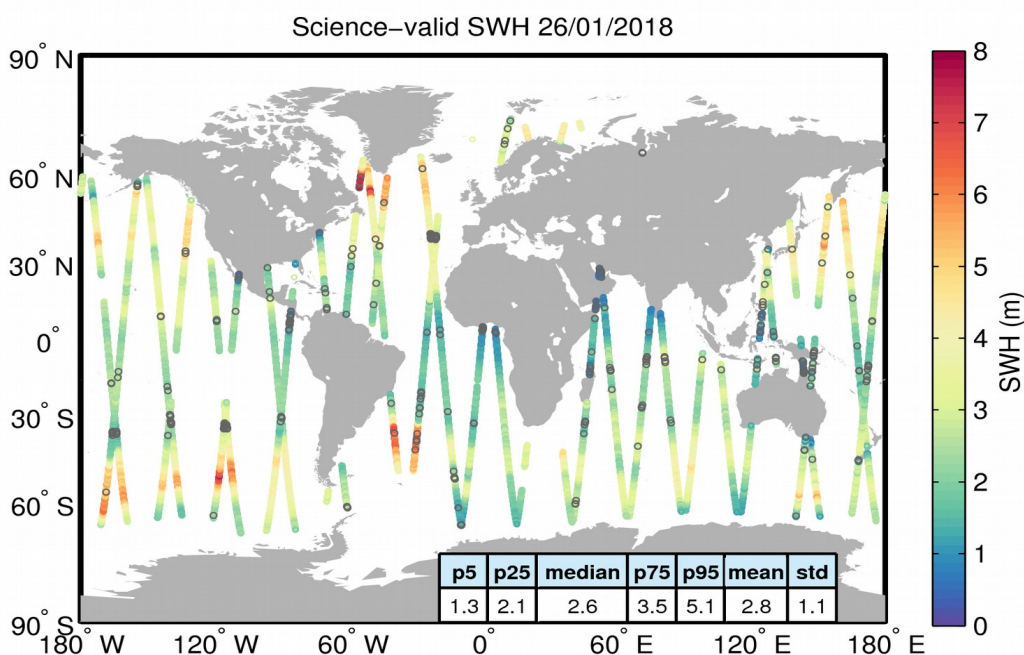 Science−valid SWH 26/01/2018
90° N
60° N
30° N
0°
30° S
60° S
90° S
180° W
120° W
60° W
0°
60° E
120° E
180° E
p5 p25 median p75 p95 mean std
1.3 2.1 2.6 3.5 5.1 2.8 1.1
8
7
6
5
4
3
2
1
0
SWH (m)